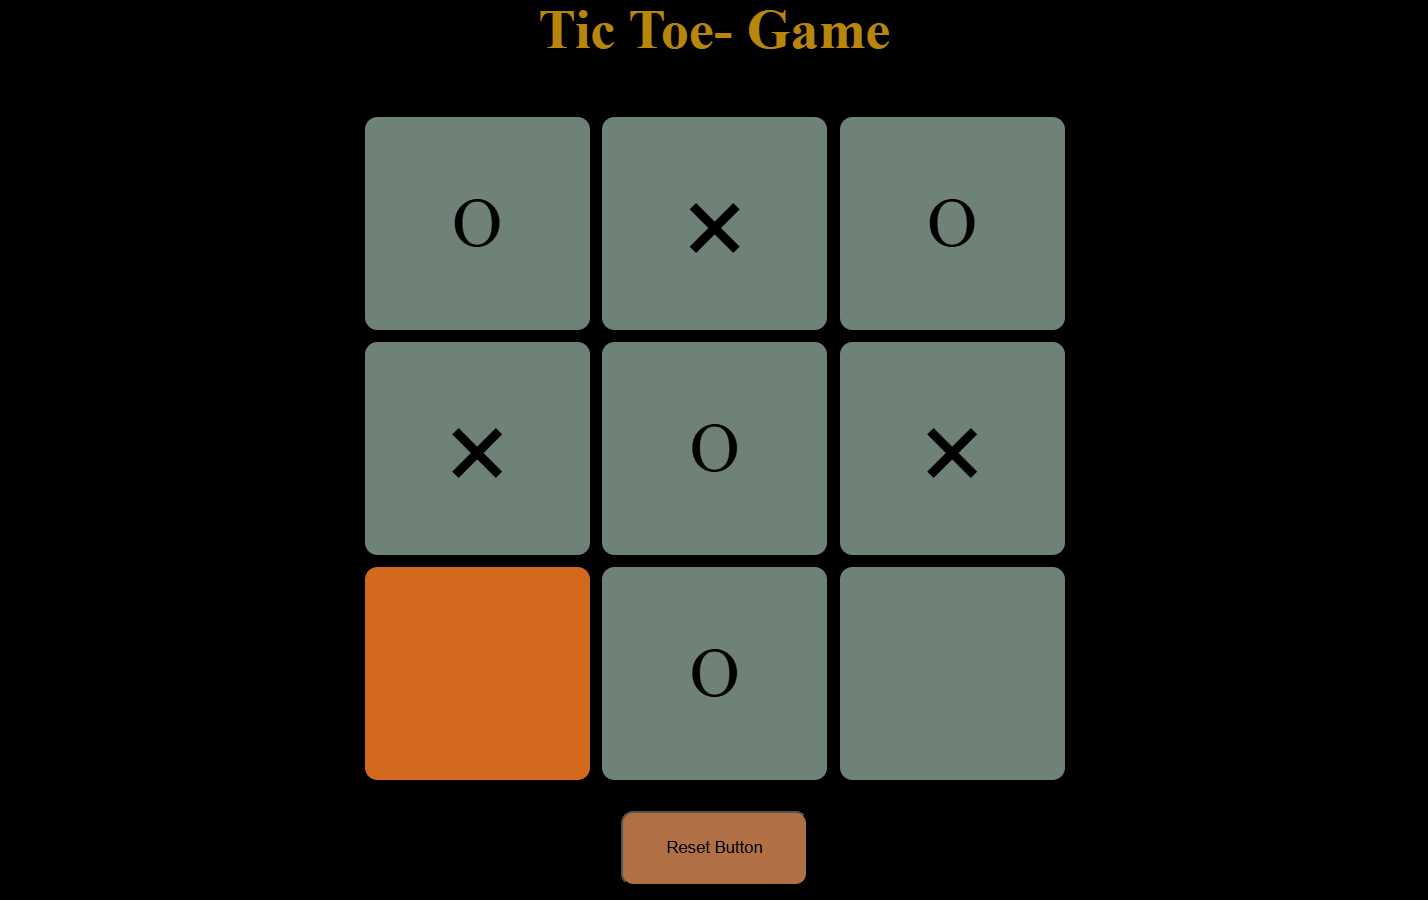 Tic Toe- Game
O × O
× O ×
O
Reset Button